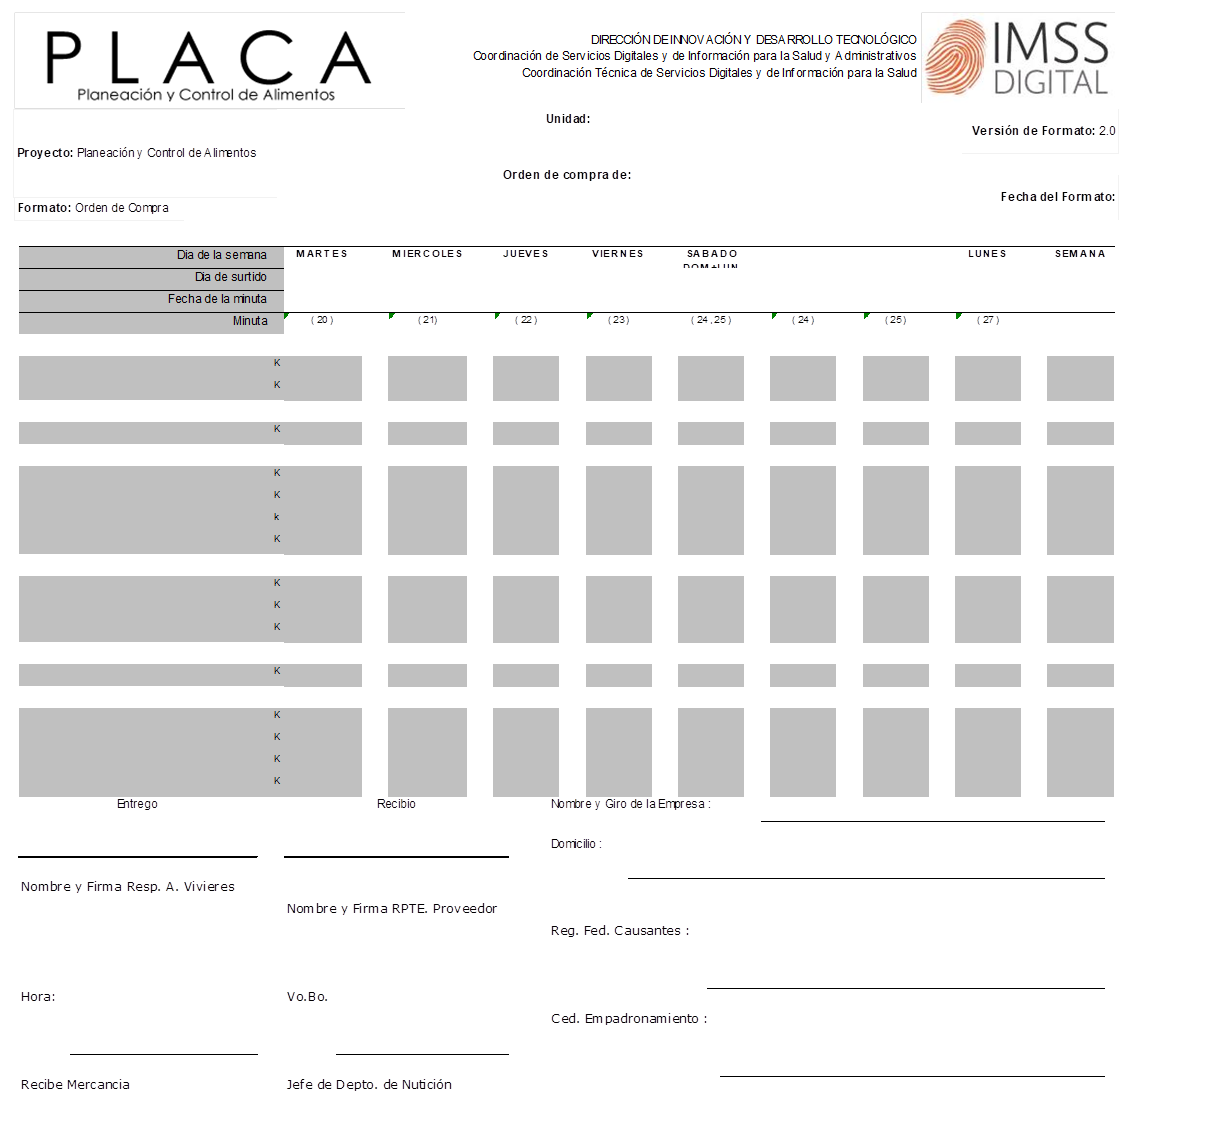 PLACA
Planeación y Control de Alimentos
DIRECCIÓN DE INNOVACIÓN Y DESARROLLO TECNOLÓGICO
Coordinación de Servicios Digitales y de Información para la Salud y Administrativos
Coordinación Técnica de Servicios Digitales y de Información para la Salud
IMSS
DIGITAL
Unidad:
Versión de Formato: 2.0
Proyecto: Planeación y Control de Alimentos
Orden de compra de:
Fecha del Formato:
Formato: Orden de Compra
Dia de la semana MARTES MIERCOLES JUEVES VIERNES SABADO LUNES SEMANA
DOM+LUN
Dia de surtido
Fecha de la minuta
Minuta (20) (21) (22) (23) (24,25) (24) (25) (27)
K
K
K
K
K
k
K
K
K
K
K
K
K
K
K
Entrego Recibio Nombre y Giro de la Empresa :
Domicilio :
Nombre y Firma Resp. A. Vivieres
Nombre y Firma RPTE. Proveedor
Reg. Fed. Causantes :
Hora: Vo.Bo.
Ced. Empadronamiento :
Recibe Mercancia Jefe de Depto. de Nutición